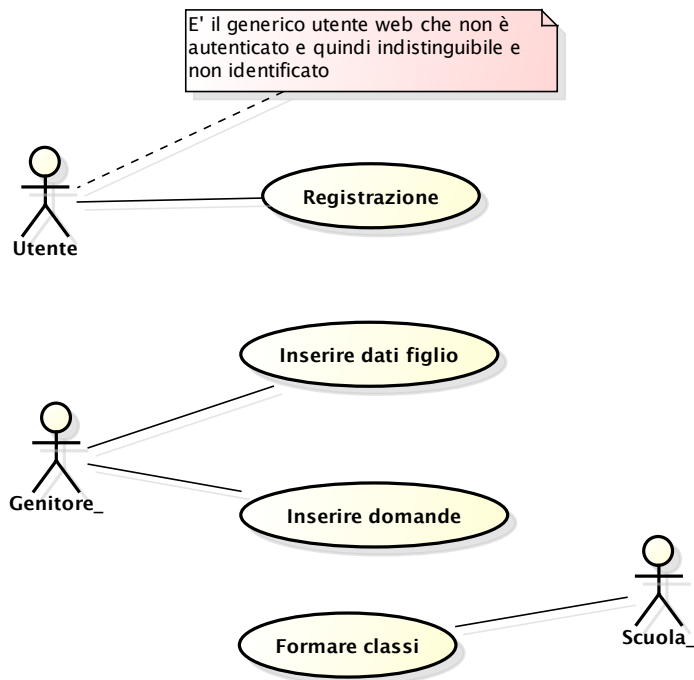 E' il generico utente web che non è
autenticato e quindi indistinguibile e
non identificato
Registrazione
Utente
Inserire dati figlio
Genitore_
Inserire domande
Scuola_
Formare classi